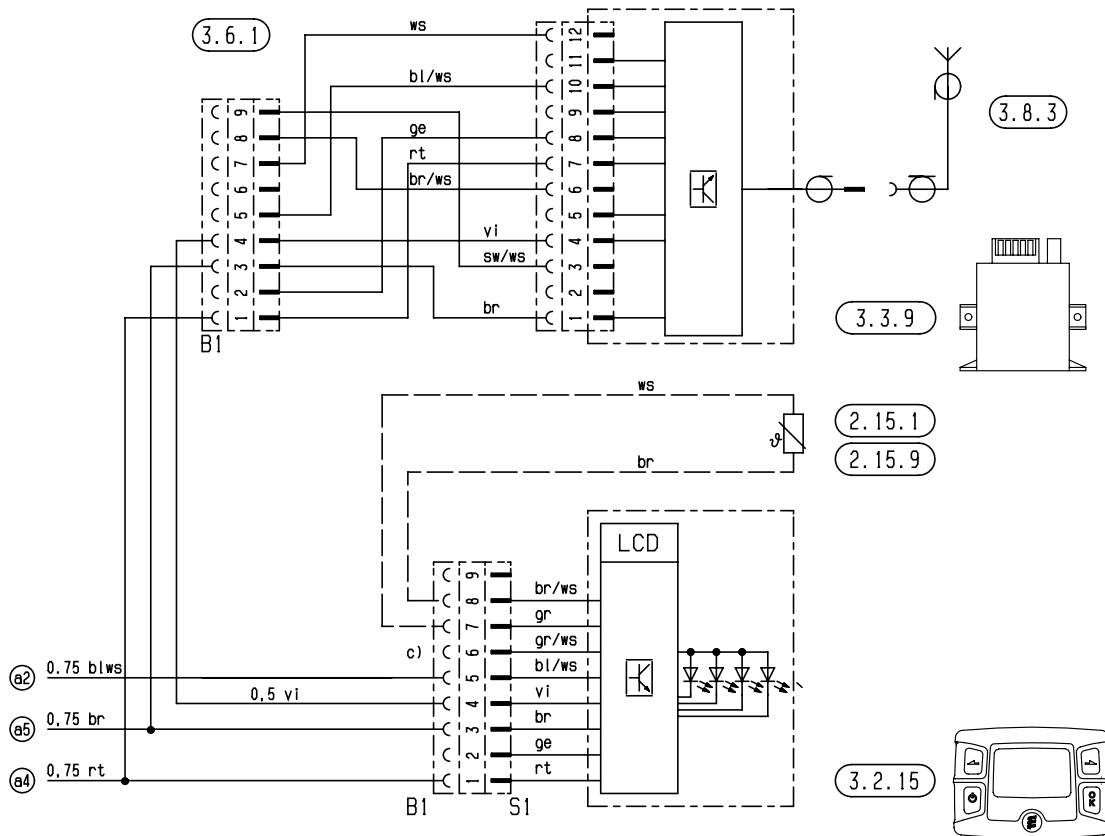 3.6.1
ws
12
11
bl/ws
10
9
9
3.8.3
8
ge
8
7
rt
7
6
br/ws
6
5
5
4
vi
4
3
sw/ws
3
2
2
1
br
1
3.3.9
B1
ws
ϑ
2.15.1
br
2.15.9
LCD
9
8
br/ws
7
gr
c)
6
gr/ws
a2
0.75 blws
5
bl/ws
0,5 vi
4
vi
a5
0,75 br
3
br
2
ge
a4
0,75 rt
1
rt
3.2.15
OK
B1
S1